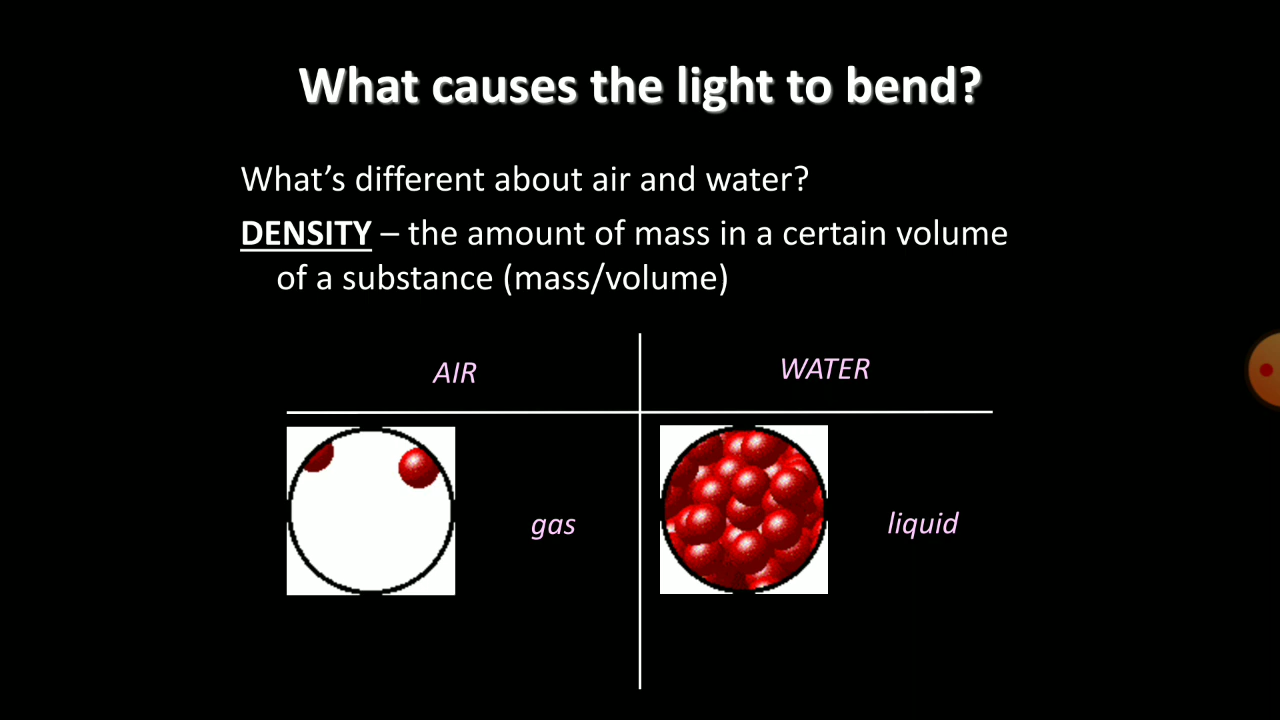 What causes the light to bend?
What’s different about air and water?
DENSITY – the amount of mass in a certain volume
of a substance (mass/volume)
AIR
WATER
gas
liquid